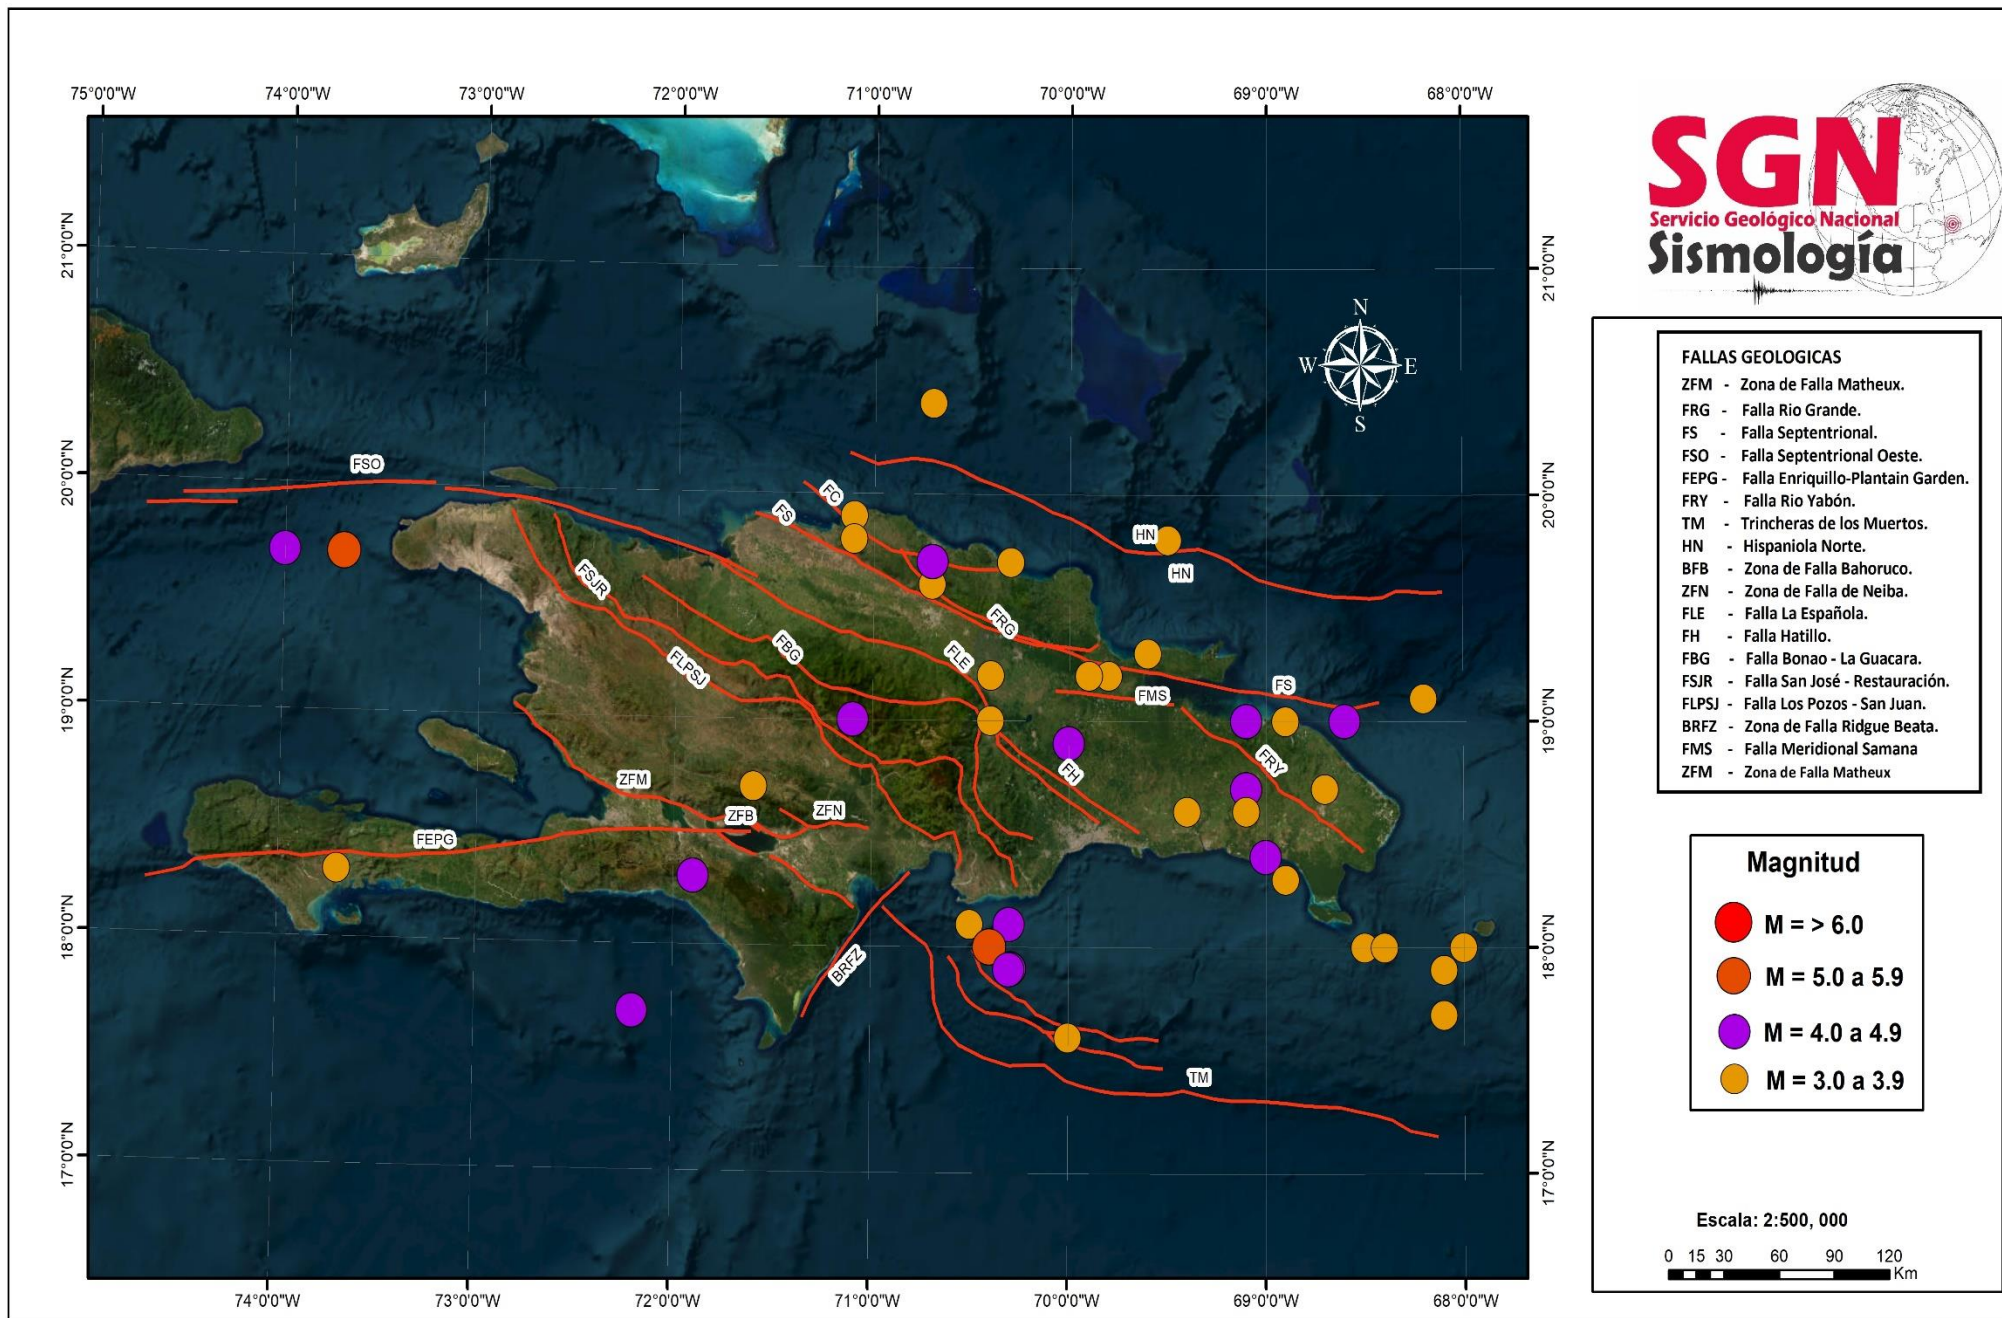 75°0'0"W 74°0'0"W 73°0'0"W 72°0'0"W 71°0'0"W 70°0'0"W 69°0'0"W 68°0'0"W
21°0'0"N
20°0'0"N
19°0'0"N
18°0'0"N
17°0'0"N
21°0'0"N
20°0'0"N
19°0'0"N
18°0'0"N
17°0'0"N
74°0'0"W 73°0'0"W 72°0'0"W 71°0'0"W 70°0'0"W 69°0'0"W 68°0'0"W
N
W E
S
FSO
FC
FS
HN
HN
FSJR
FRG
FBG
FLE
FLPSJ
FMS
FS
FRY
FH
ZFM
ZFB
ZFN
FEPG
BRFZ
TM
SGN
Servicio Geológico Nacional
Sismología
FALLAS GEOLOGICAS
ZFM - Zona de Falla Matheux.
FRG - Falla Rio Grande.
FS - Falla Septentrional.
FSO - Falla Septentrional Oeste.
FEPG - Falla Enriquillo-Plantain Garden.
FRY - Falla Rio Yabón.
TM - Trincheras de los Muertos.
HN - Hispaniola Norte.
BFB - Zona de Falla Bahoruco.
ZFN - Zona de Falla de Neiba.
FLE - Falla La Española.
FH - Falla Hatillo.
FBG - Falla Bonao - La Guacara.
FSJR - Falla San José - Restauración.
FLPSJ - Falla Los Pozos - San Juan.
BRFZ - Zona de Falla Ridgue Beata.
FMS - Falla Meridional Samana
ZFM - Zona de Falla Matheux
Magnitud
M = > 6.0
M = 5.0 a 5.9
M = 4.0 a 4.9
M = 3.0 a 3.9
Escala: 2:500, 000
0 15 30 60 90 120
Km